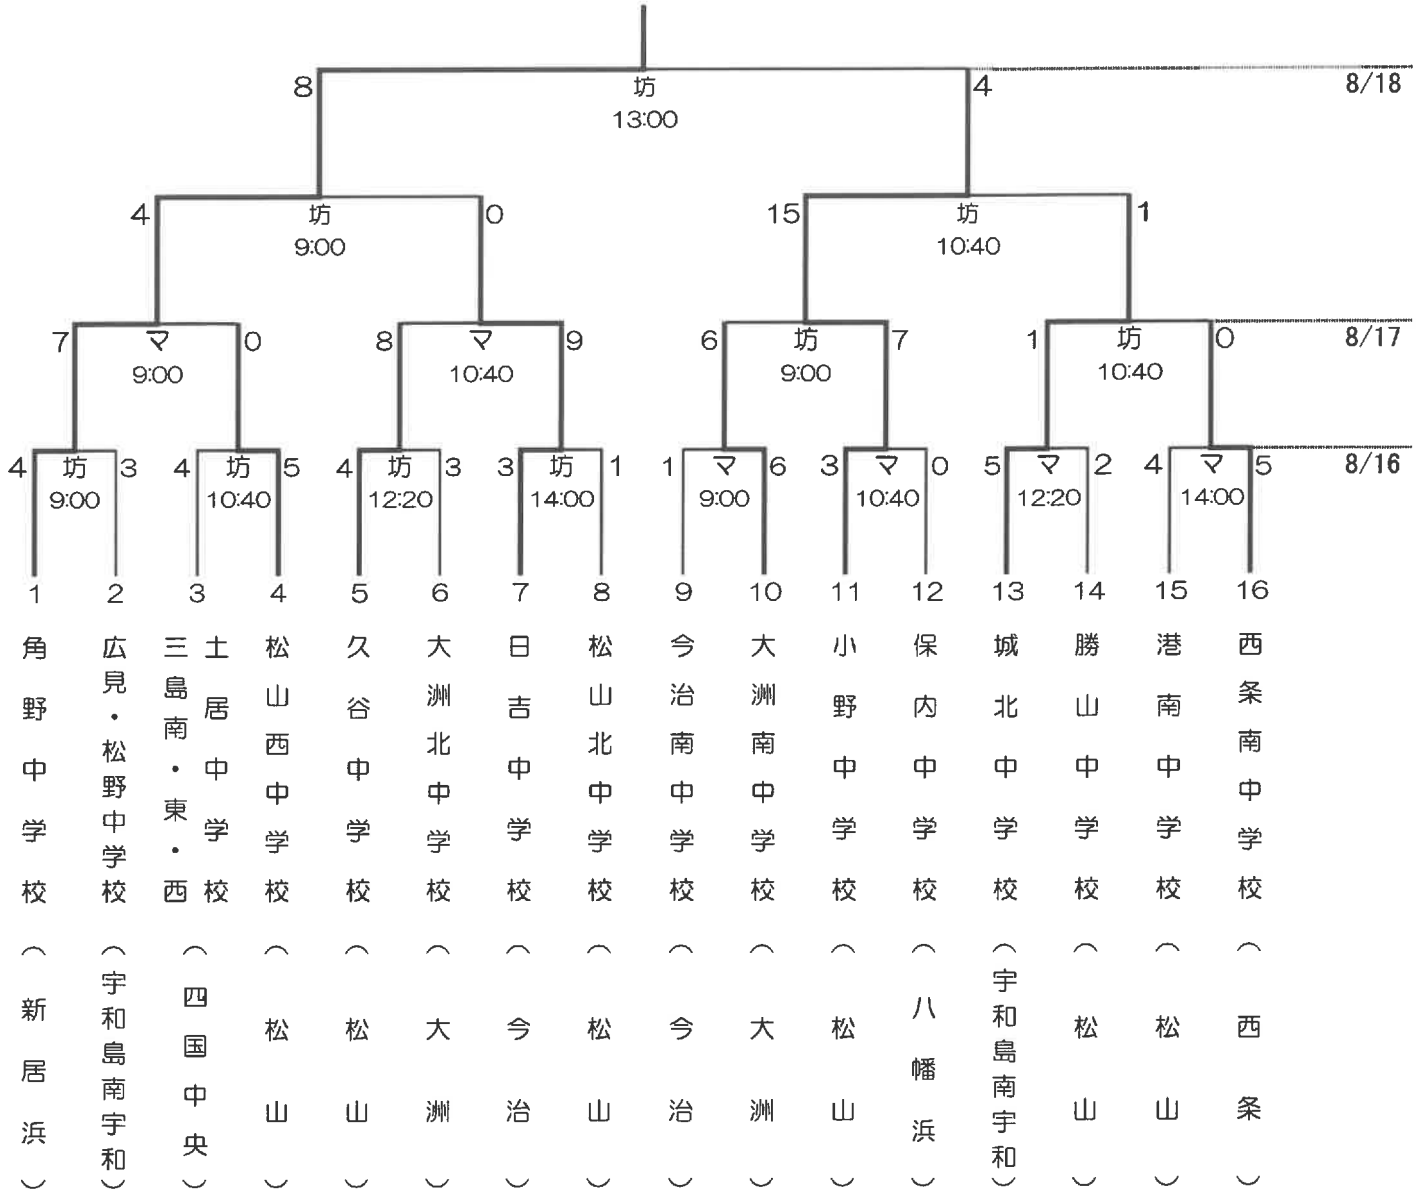 8 坊 4 8/18
13:00
4 坊 0 15 坊 1
9:00 10:40
7 マ 0 8 マ 9 6 坊 7 1 坊 0 8/17
9:00 10:40 9:00 10:40
4 坊 3 4 坊 5 4 坊 3 3 坊 1 1 マ 6 3 マ 0 5 マ 2 4 マ 5 8/16
9:00 10:40 12:20 14:00 9:00 10:40 12:20 14:00
1 2 3 4 5 6 7 8 9 10 11 12 13 14 15 16
角野中学校(新居浜)
広見・松野中学校(宇和島南宇和)
土居中学校
三島南・東・西
(四国中央)
松山西中学校(松山)
久谷中学校(松山)
大洲北中学校(大洲)
日吉中学校(今治)
松山北中学校(松山)
今治南中学校(今治)
大洲南中学校(大洲)
小野中学校(松山)
保内中学校(八幡浜)
城北中学校(宇和島南宇和)
勝山中学校(松山)
港南中学校(松山)
西条南中学校(西条)